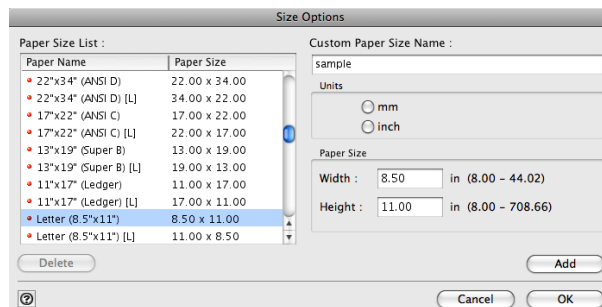 Size Options
Paper Size List :
Paper Name Paper Size
22"x34" (ANSI D) 22.00 x 34.00
22"x34" (ANSI D) [L] 34.00 x 22.00
17"x22" (ANSI C) 17.00 x 22.00
17"x22" (ANSI C) [L] 22.00 x 17.00
13"x19" (Super B) 13.00 x 19.00
13"x19" (Super B) [L] 19.00 x 13.00
11"x17" (Ledger) 11.00 x 17.00
11"x17" (Ledger) [L] 17.00 x 11.00
Letter (8.5"x11") 8.50 x 11.00
Letter (8.5"x11") [L] 11.00 x 8.50
Delete
Custom Paper Size Name :
sample
Units
mm
inch
Paper Size
Width : 8.50 in (8.00 - 44.02)
Height : 11.00 in (8.00 - 708.66)
Add
?
Cancel OK